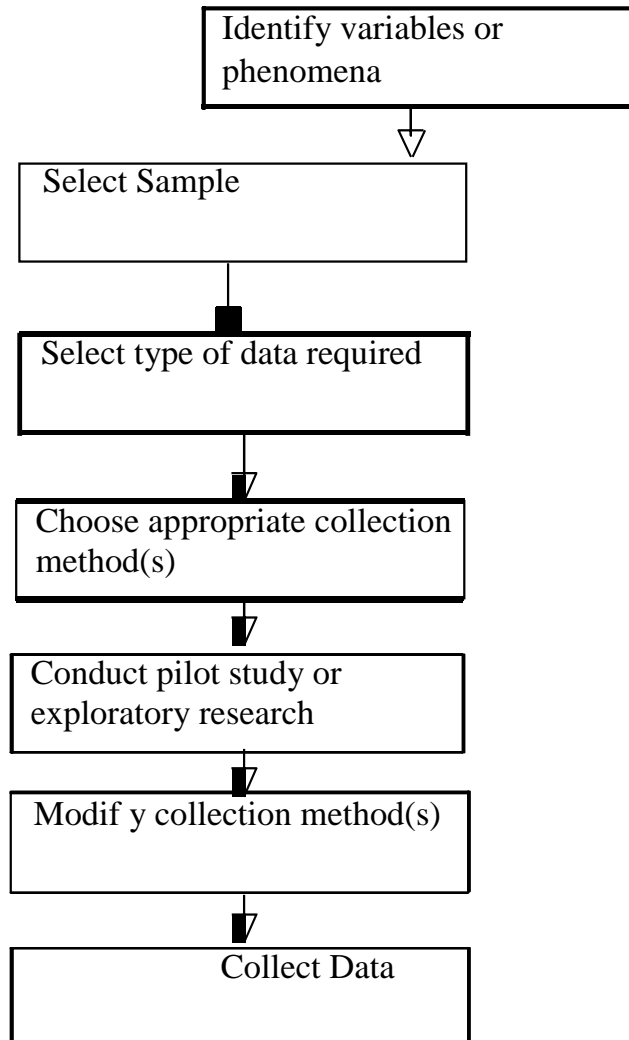 Identify variables or
phenomena
Select Sample
Select type of data required
Choose appropriate collection
method(s)
Conduct pilot study or
exploratory research
Modif y collection method(s)
Collect Data